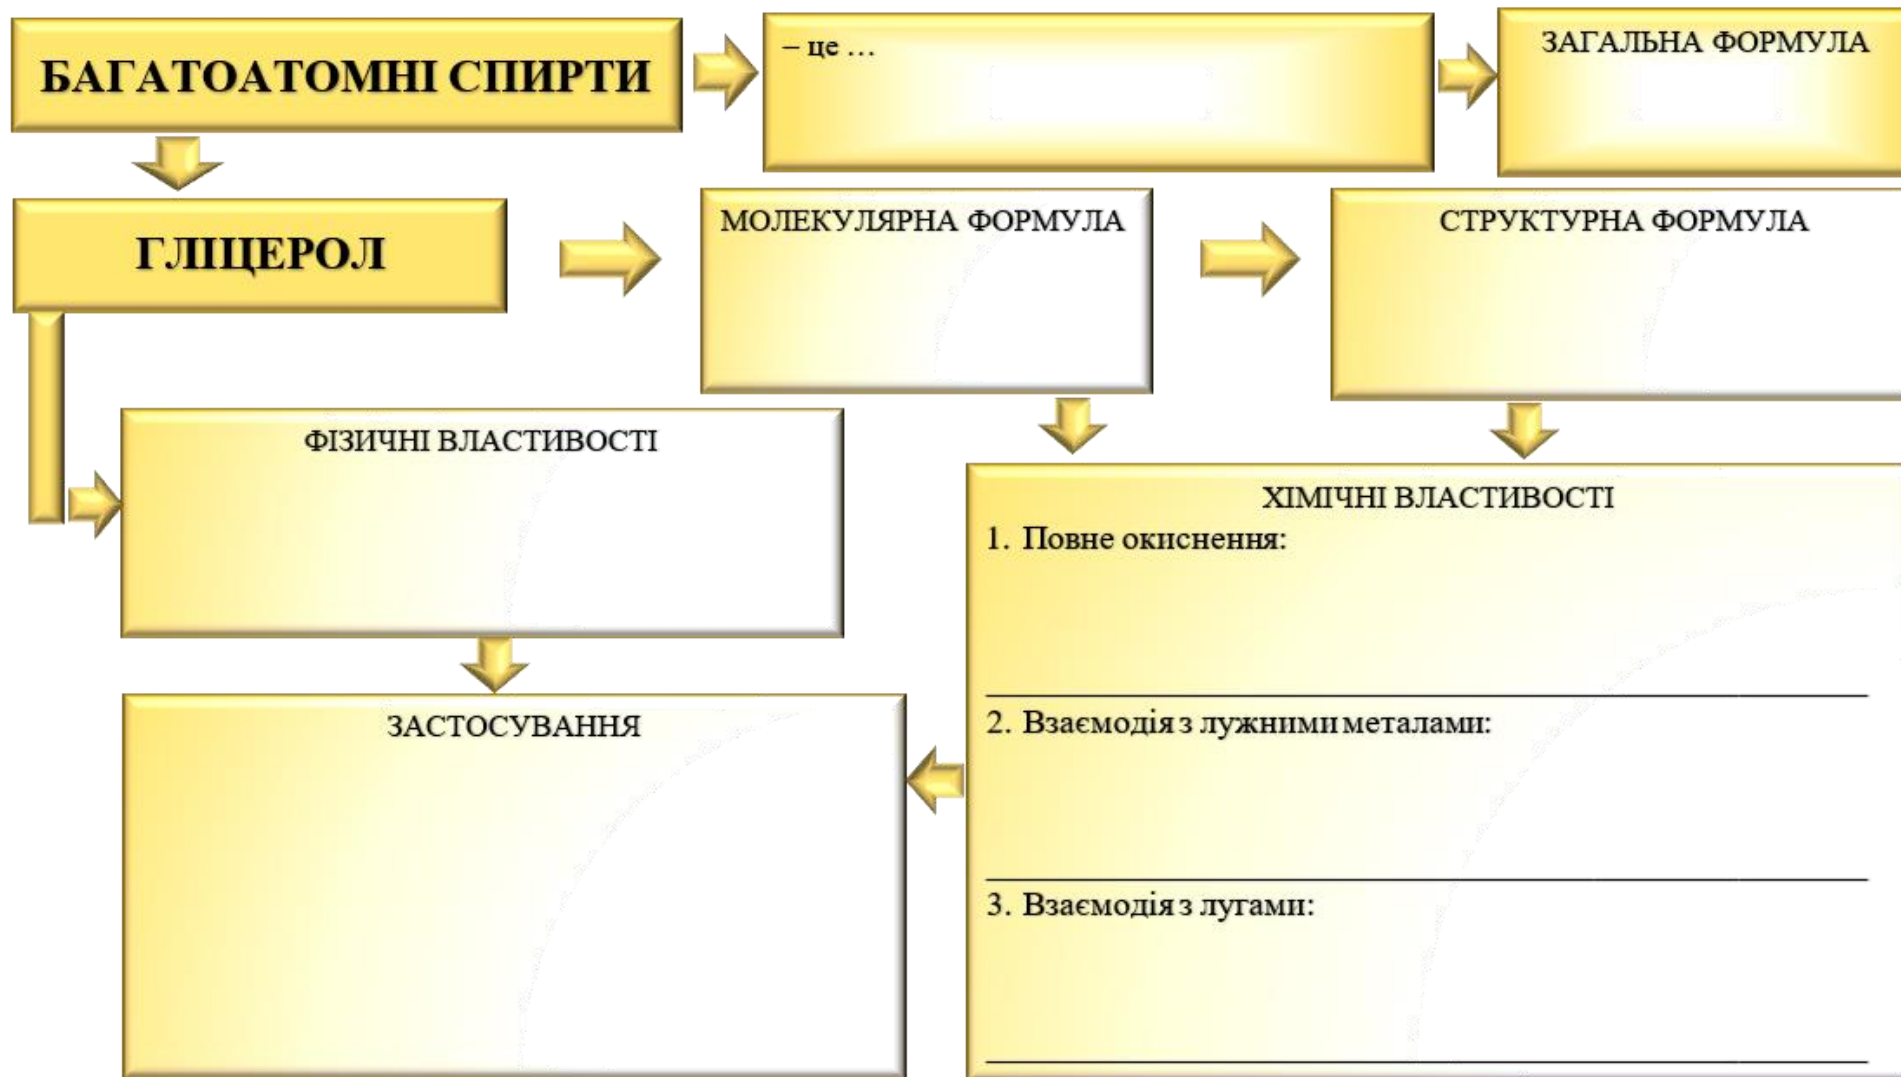 БАГАТОАТОМНІ СПИРТИ
– це ...
ЗАГАЛЬНА ФОРМУЛА
ГЛІЦЕРОЛ
МОЛЕКУЛЯРНА ФОРМУЛА
СТРУКТУРНА ФОРМУЛА
ФІЗИЧНІ ВЛАСТИВОСТІ
ХІМІЧНІ ВЛАСТИВОСТІ
1. Повне окиснення:
2. Взаємодія з лужними металами:
3. Взаємодія з лугами:
ЗАСТОСУВАННЯ